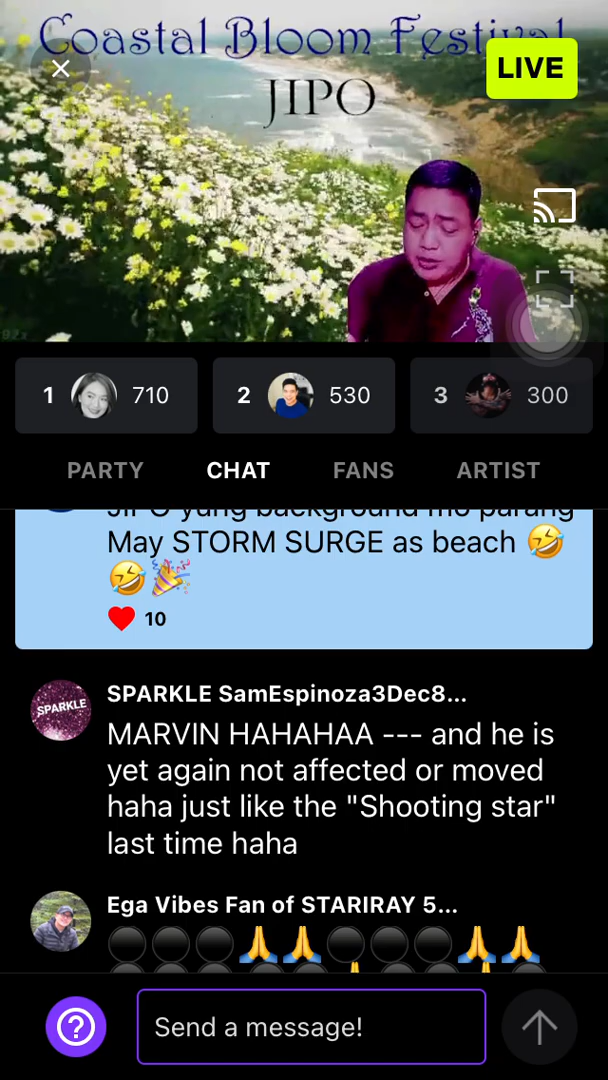 Coastal Bloom Festival
LIVE
JIPO
1 710
2 530
3 300
PARTY
CHAT
FANS
ARTIST
JIPO yung background mo parang
May STORM SURGE as beach 🤣
🤣🎉
❤️ 10
SPARKLE
SPARKLE SamEspinoza3Dec8...
MARVIN HAHAHAA --- and he is
yet again not affected or moved
haha just like the "Shooting star"
last time haha
Ega Vibes Fan of STARIRAY 5...
⚫⚫⚫🙏🙏⚫⚫⚫🙏🙏
Send a message!